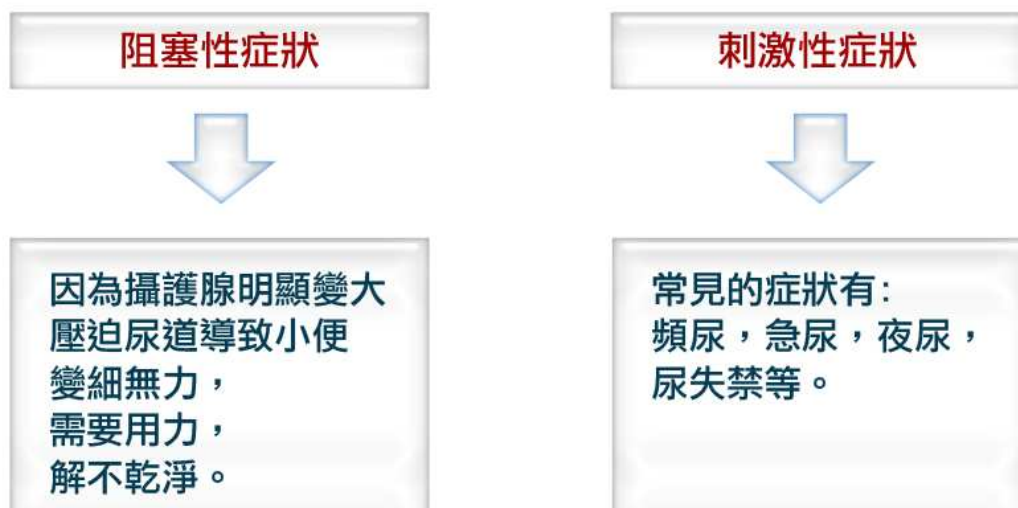 阻塞性症狀
因為攝護腺明顯變大
壓迫尿道導致小便
變細無力，
需要用力，
解不乾淨。
刺激性症狀
常見的症狀有:
頻尿，急尿，夜尿，
尿失禁等。